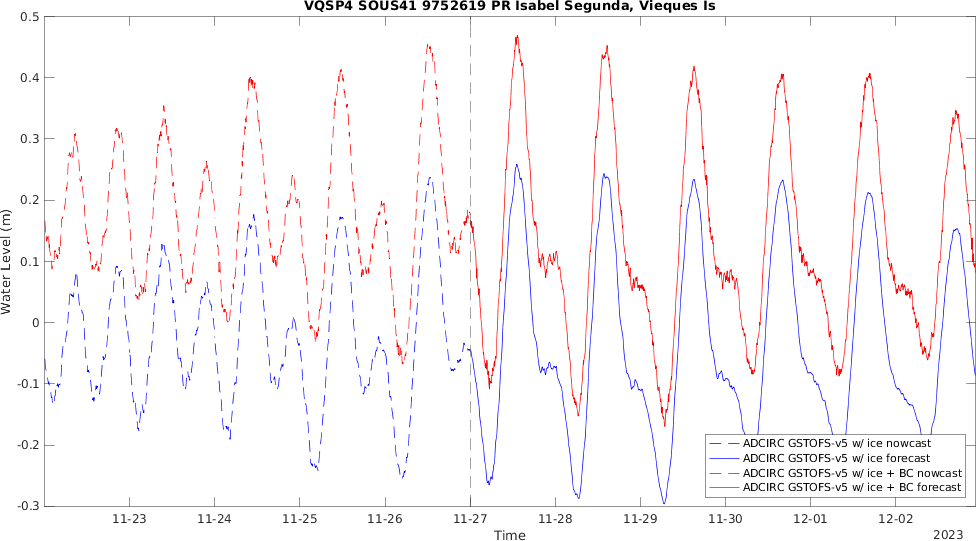 VQSP4 SOUS41 9752619 PR Isabel Segunda, Vieques Is
0.5
0.4
0.3
0.2
0.1
0
-0.1
-0.2
-0.3
Water Level (m)
ADCIRC GSTOFS-v5 w/ ice nowcast
ADCIRC GSTOFS-v5 w/ ice forecast
ADCIRC GSTOFS-v5 w/ ice + BC nowcast
ADCIRC GSTOFS-v5 w/ ice + BC forecast
11-23 11-24 11-25 11-26 11-27 11-28 11-29 11-30 12-01 12-02
Time
2023